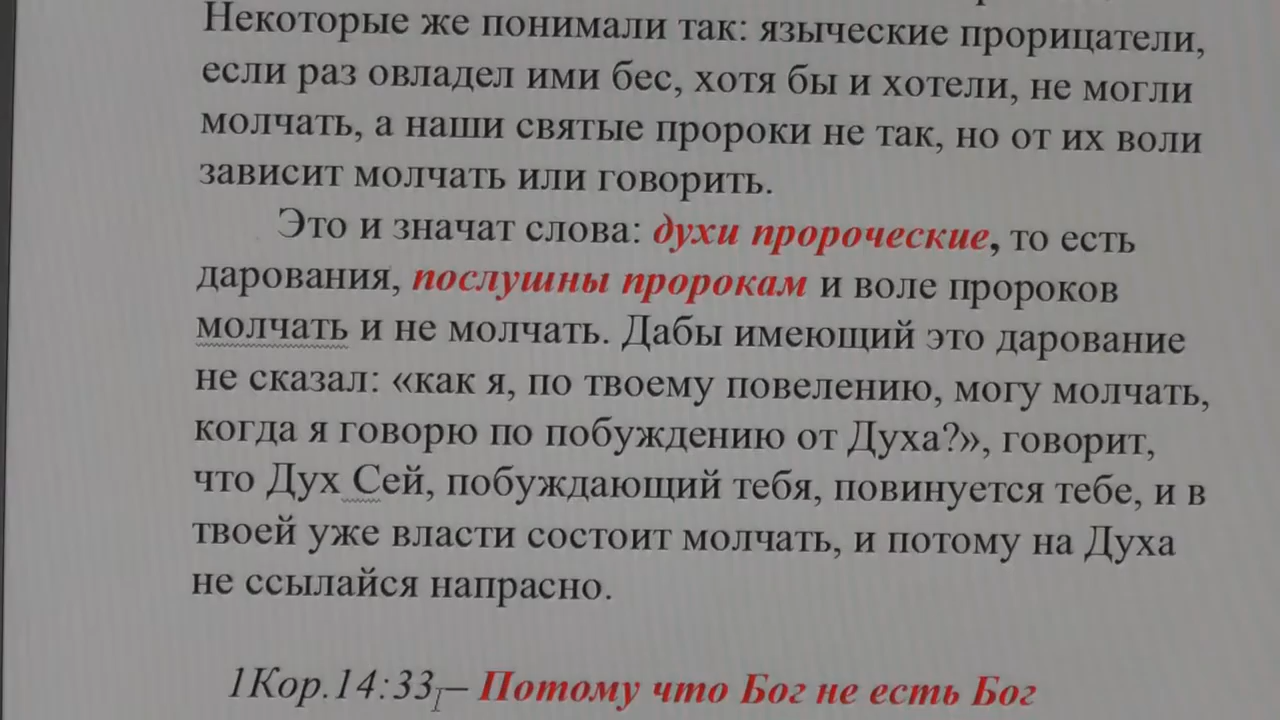 Некоторые же понимали так: языческие прорицатели,
если раз овладел ими бес, хотя бы и хотели, не могли
молчать, а наши святые пророки не так, но от их воли
зависит молчать или говорить.
Это и значат слова: духи пророческие, то есть
дарования, послушны пророкам и воле пророков
молчать и не молчать. Дабы имеющий это дарование
не сказал: «как я, по твоему повелению, могу молчать,
когда я говорю по побуждению от Духа?», говорит,
что Дух Сей, побуждающий тебя, повинуется тебе, и в
твоей уже власти состоит молчать, и потому на Духа
не ссылайся напрасно.
1Кор.14:33 – Потому что Бог не есть Бог